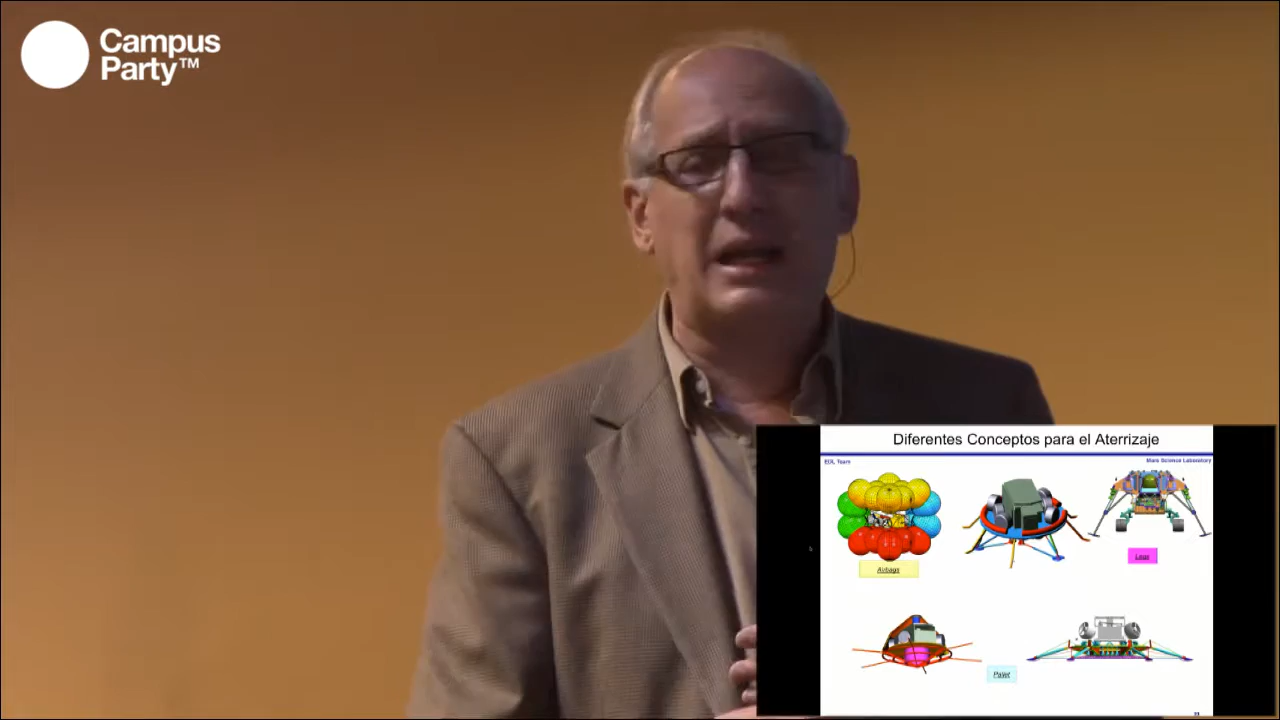 Campus
Party™
Diferentes Conceptos para el Aterrizaje
EDL Team
Mars Science Laboratory
Airbags
Legs
Pallet